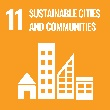 11 SUSTAINABLE CITIES
AND COMMUNITIES